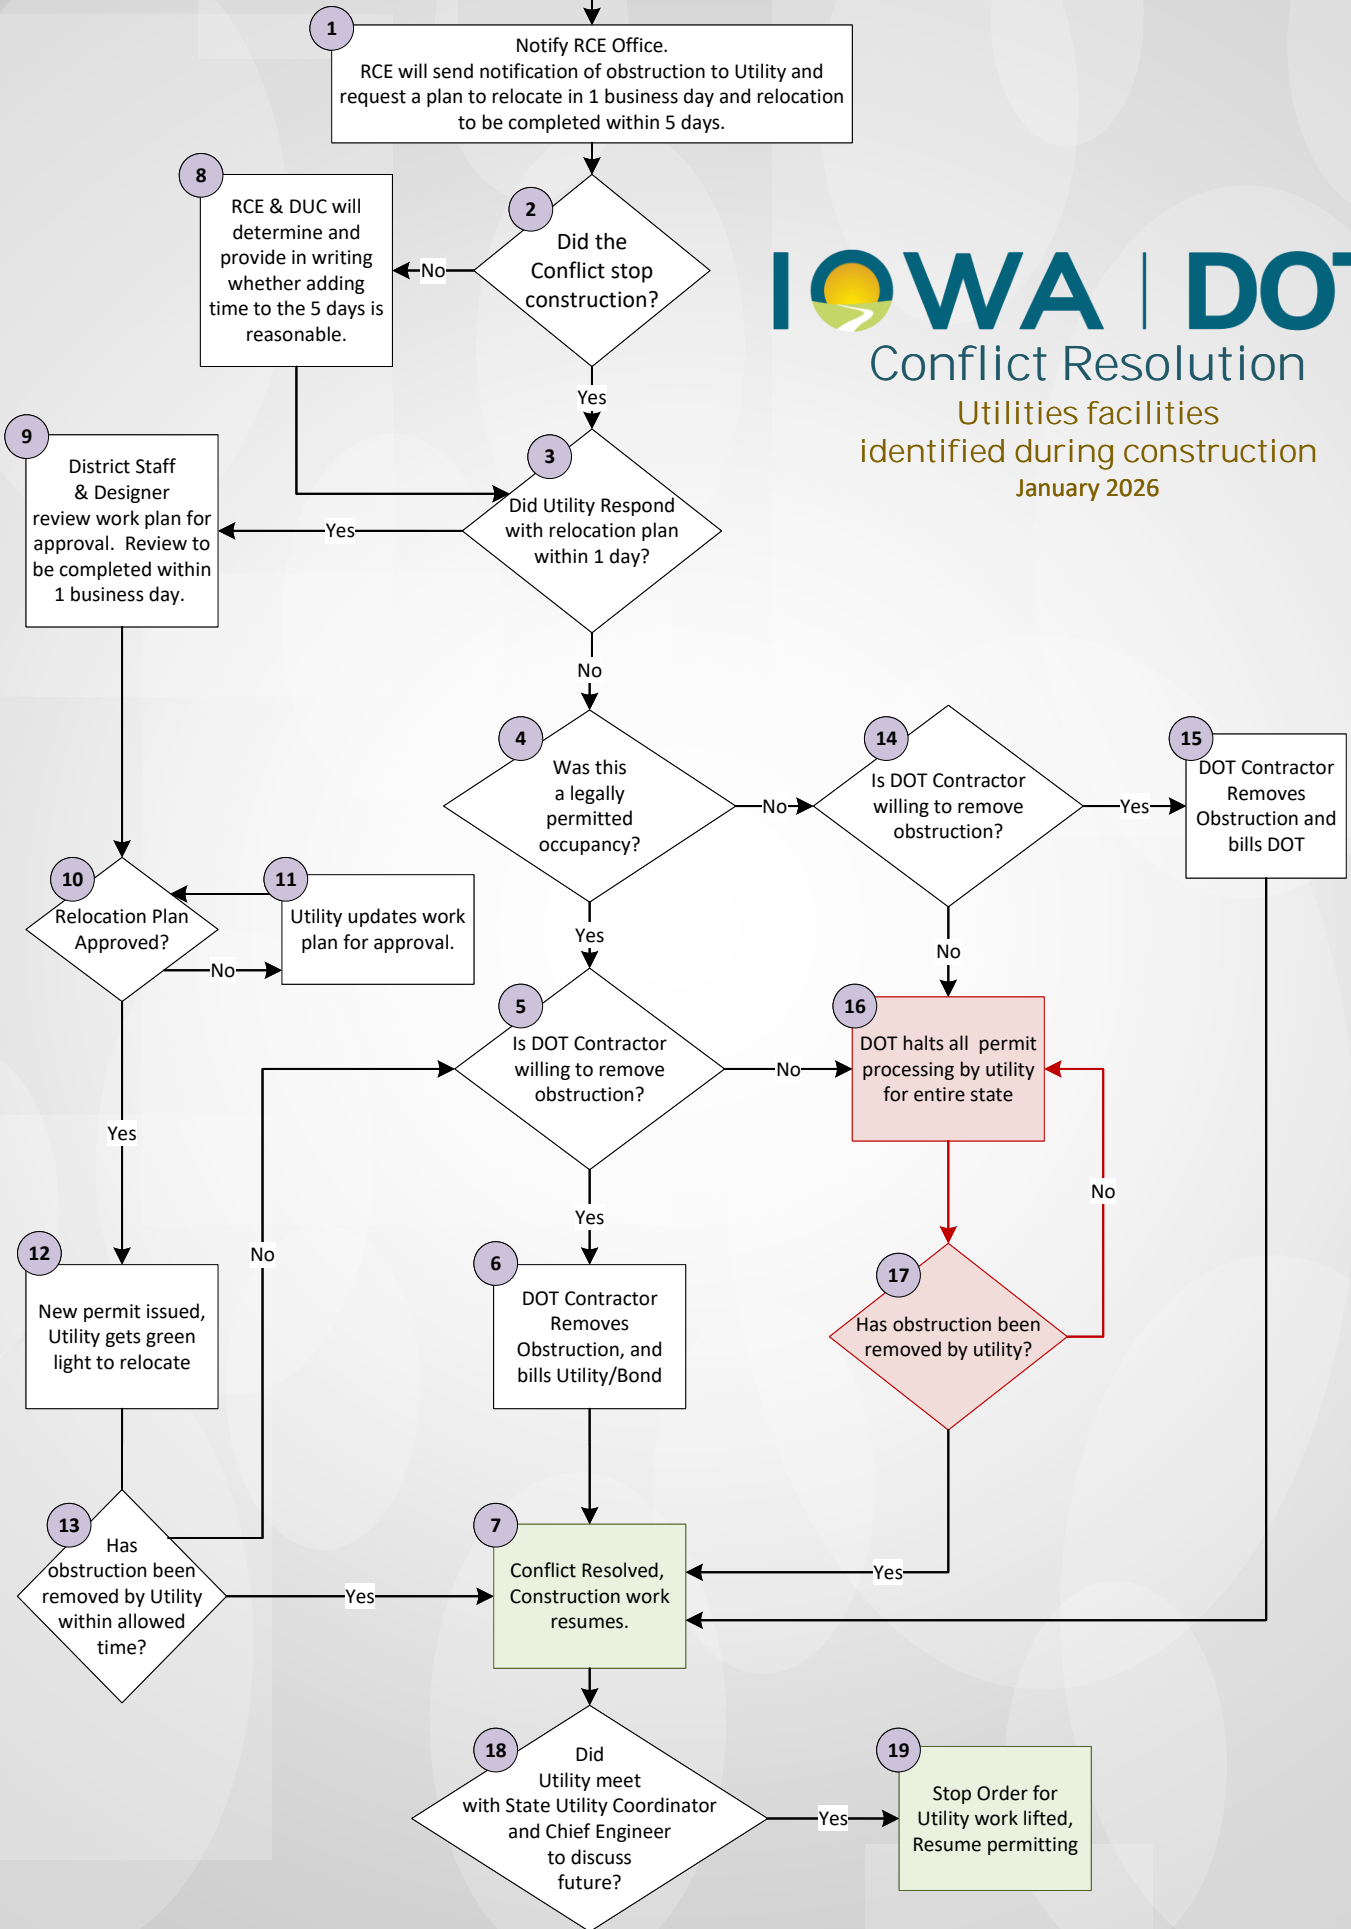 1
Notify RCE Office.
RCE will send notification of obstruction to Utility and
request a plan to relocate in 1 business day and relocation
to be completed within 5 days.
8
RCE & DUC will
determine and
provide in writing
whether adding
time to the 5 days is
reasonable.
No
2
Did the
Conflict stop
construction?
IOWA | DOT
Conflict Resolution
Utilities facilities
identified during construction
January 2026
Yes
9
District Staff
& Designer
review work plan for
approval. Review to
be completed within
1 business day.
Yes
3
Did Utility Respond
with relocation plan
within 1 day?
No
4
Was this
a legally
permitted
occupancy?
No
14
Is DOT Contractor
willing to remove
obstruction?
Yes
15
DOT Contractor
Removes
Obstruction and
bills DOT
10
Relocation Plan
Approved?
No
11
Utility updates work
plan for approval.
Yes
No
5
Is DOT Contractor
willing to remove
obstruction?
No
16
DOT halts all permit
processing by utility
for entire state
Yes
No
Yes
No
12
New permit issued,
Utility gets green
light to relocate
6
DOT Contractor
Removes
Obstruction, and
bills Utility/Bond
17
Has obstruction been
removed by utility?
13
Has
obstruction been
removed by Utility
within allowed
time?
Yes
7
Conflict Resolved,
Construction work
resumes.
Yes
18
Did
Utility meet
with State Utility Coordinator
and Chief Engineer
to discuss
future?
Yes
19
Stop Order for
Utility work lifted,
Resume permitting